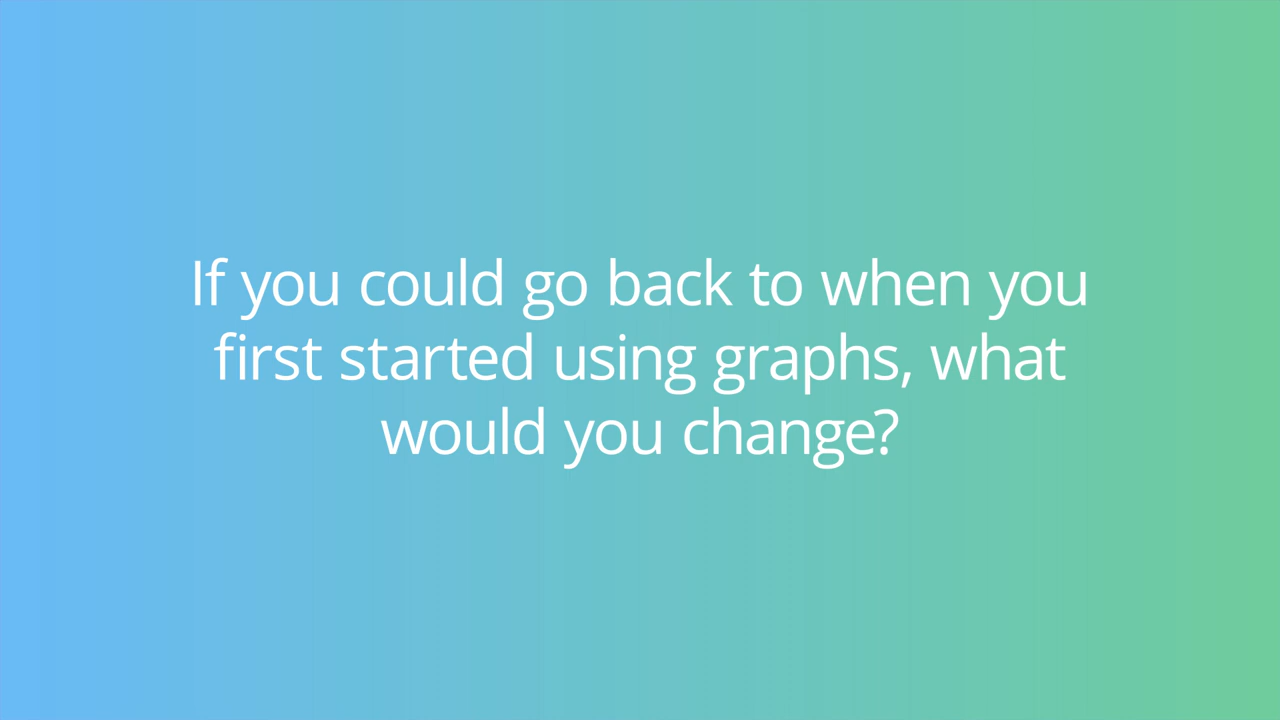 If you could go back to when you
first started using graphs, what
would you change?